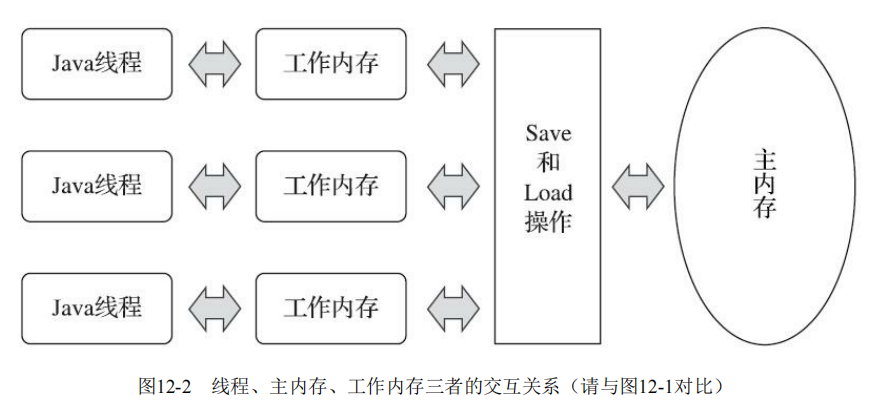 Java线程
工作内存
Java线程
工作内存
Java线程
工作内存
Save
和
Load
操作
主
内
存
图12-2 线程、主内存、工作内存三者的交互关系（请与图12-1对比）